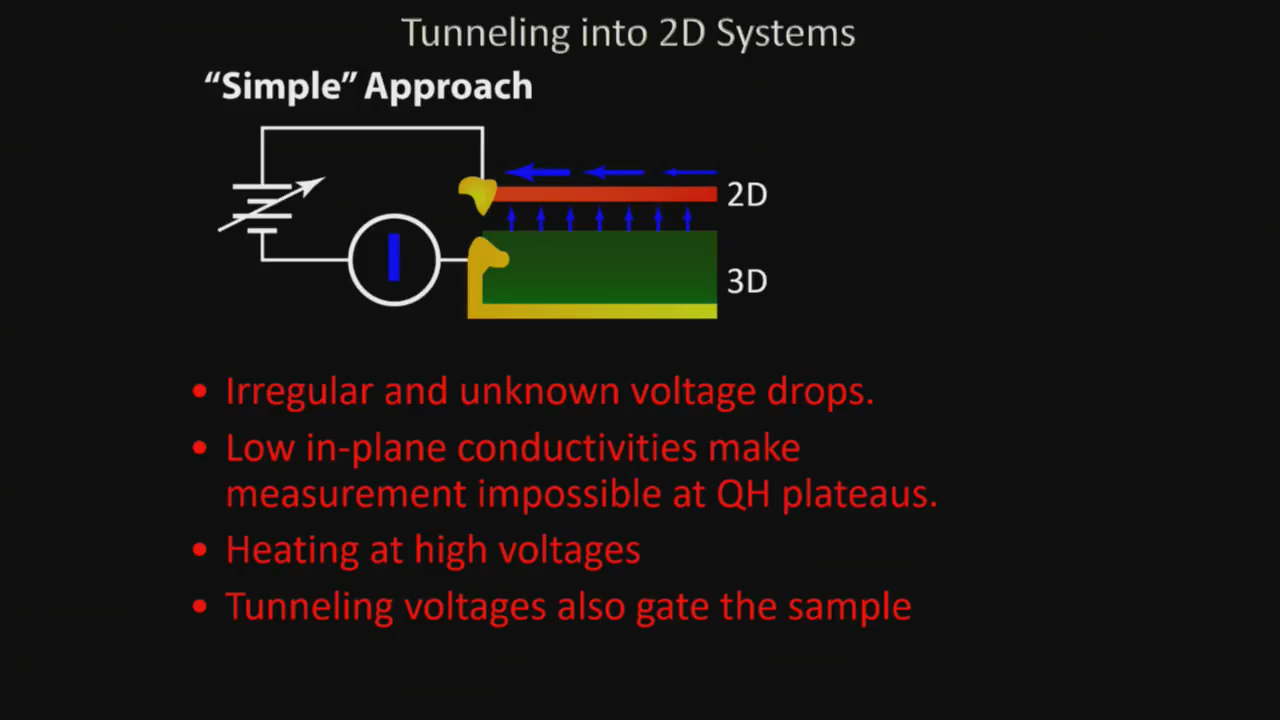 Tunneling into 2D Systems
“Simple” Approach
2D
I
3D
• Irregular and unknown voltage drops.
• Low in-plane conductivities make
measurement impossible at QH plateaus.
• Heating at high voltages
• Tunneling voltages also gate the sample